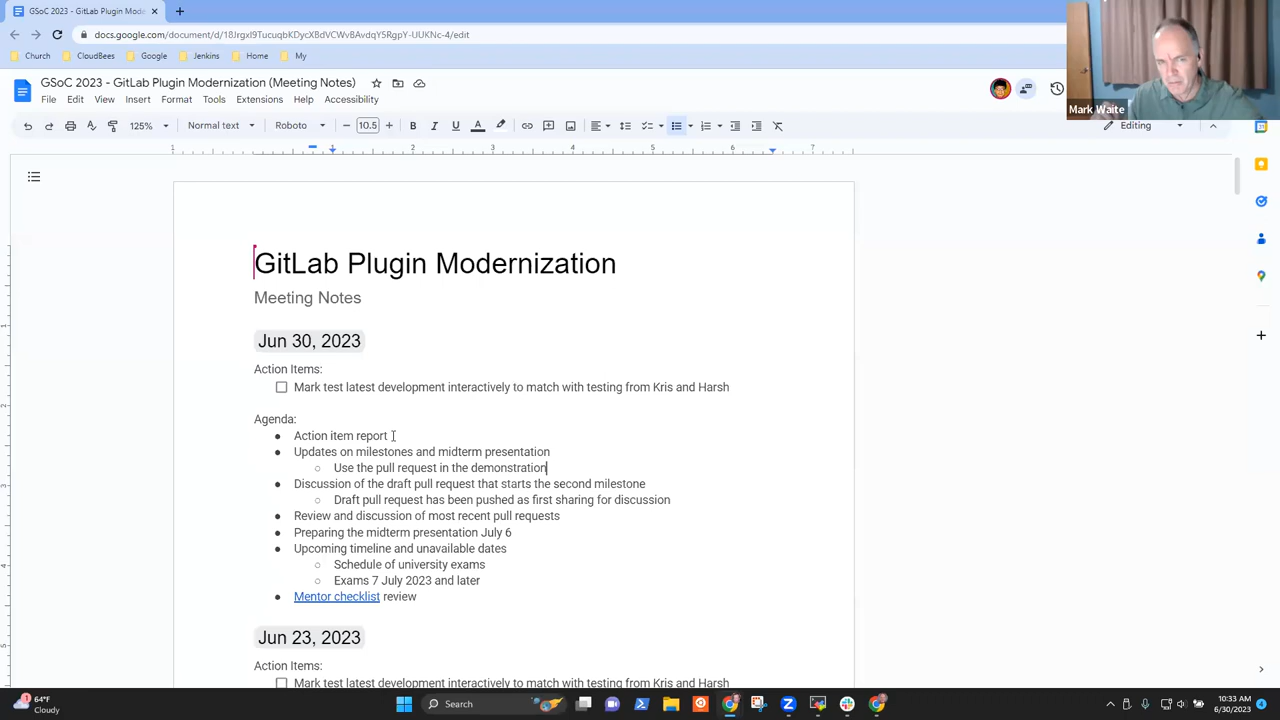 GSoC 2023 - GitLab Plugin Mode
docs.google.com/document/d/18Jrgxl9TucuqbKDycXBdVCWvBAvdqY5RgpY-UUKNc-4/edit
Church
CloudBees
Google
Jenkins
Home
My
GSOC 2023 - GitLab Plugin Modernization (Meeting Notes)
File Edit View Insert Format Tools Extensions Help Accessibility
Mark Waite
125% Normal text Roboto 10.5 B I U A Editing
1 1 2 3 4 5 6 7
GitLab Plugin Modernization
Meeting Notes
Jun 30, 2023
Action Items:
Mark test latest development interactively to match with testing from Kris and Harsh
Agenda:
● Action item report
● Updates on milestones and midterm presentation
○ Use the pull request in the demonstration
● Discussion of the draft pull request that starts the second milestone
○ Draft pull request has been pushed as first sharing for discussion
● Review and discussion of most recent pull requests
● Preparing the midterm presentation July 6
● Upcoming timeline and unavailable dates
○ Schedule of university exams
○ Exams 7 July 2023 and later
● Mentor checklist review
Jun 23, 2023
Action Items:
Mark test latest development interactively to match with testing from Kris and Harsh
64°F
Cloudy
Search
10:33 AM
6/30/2023